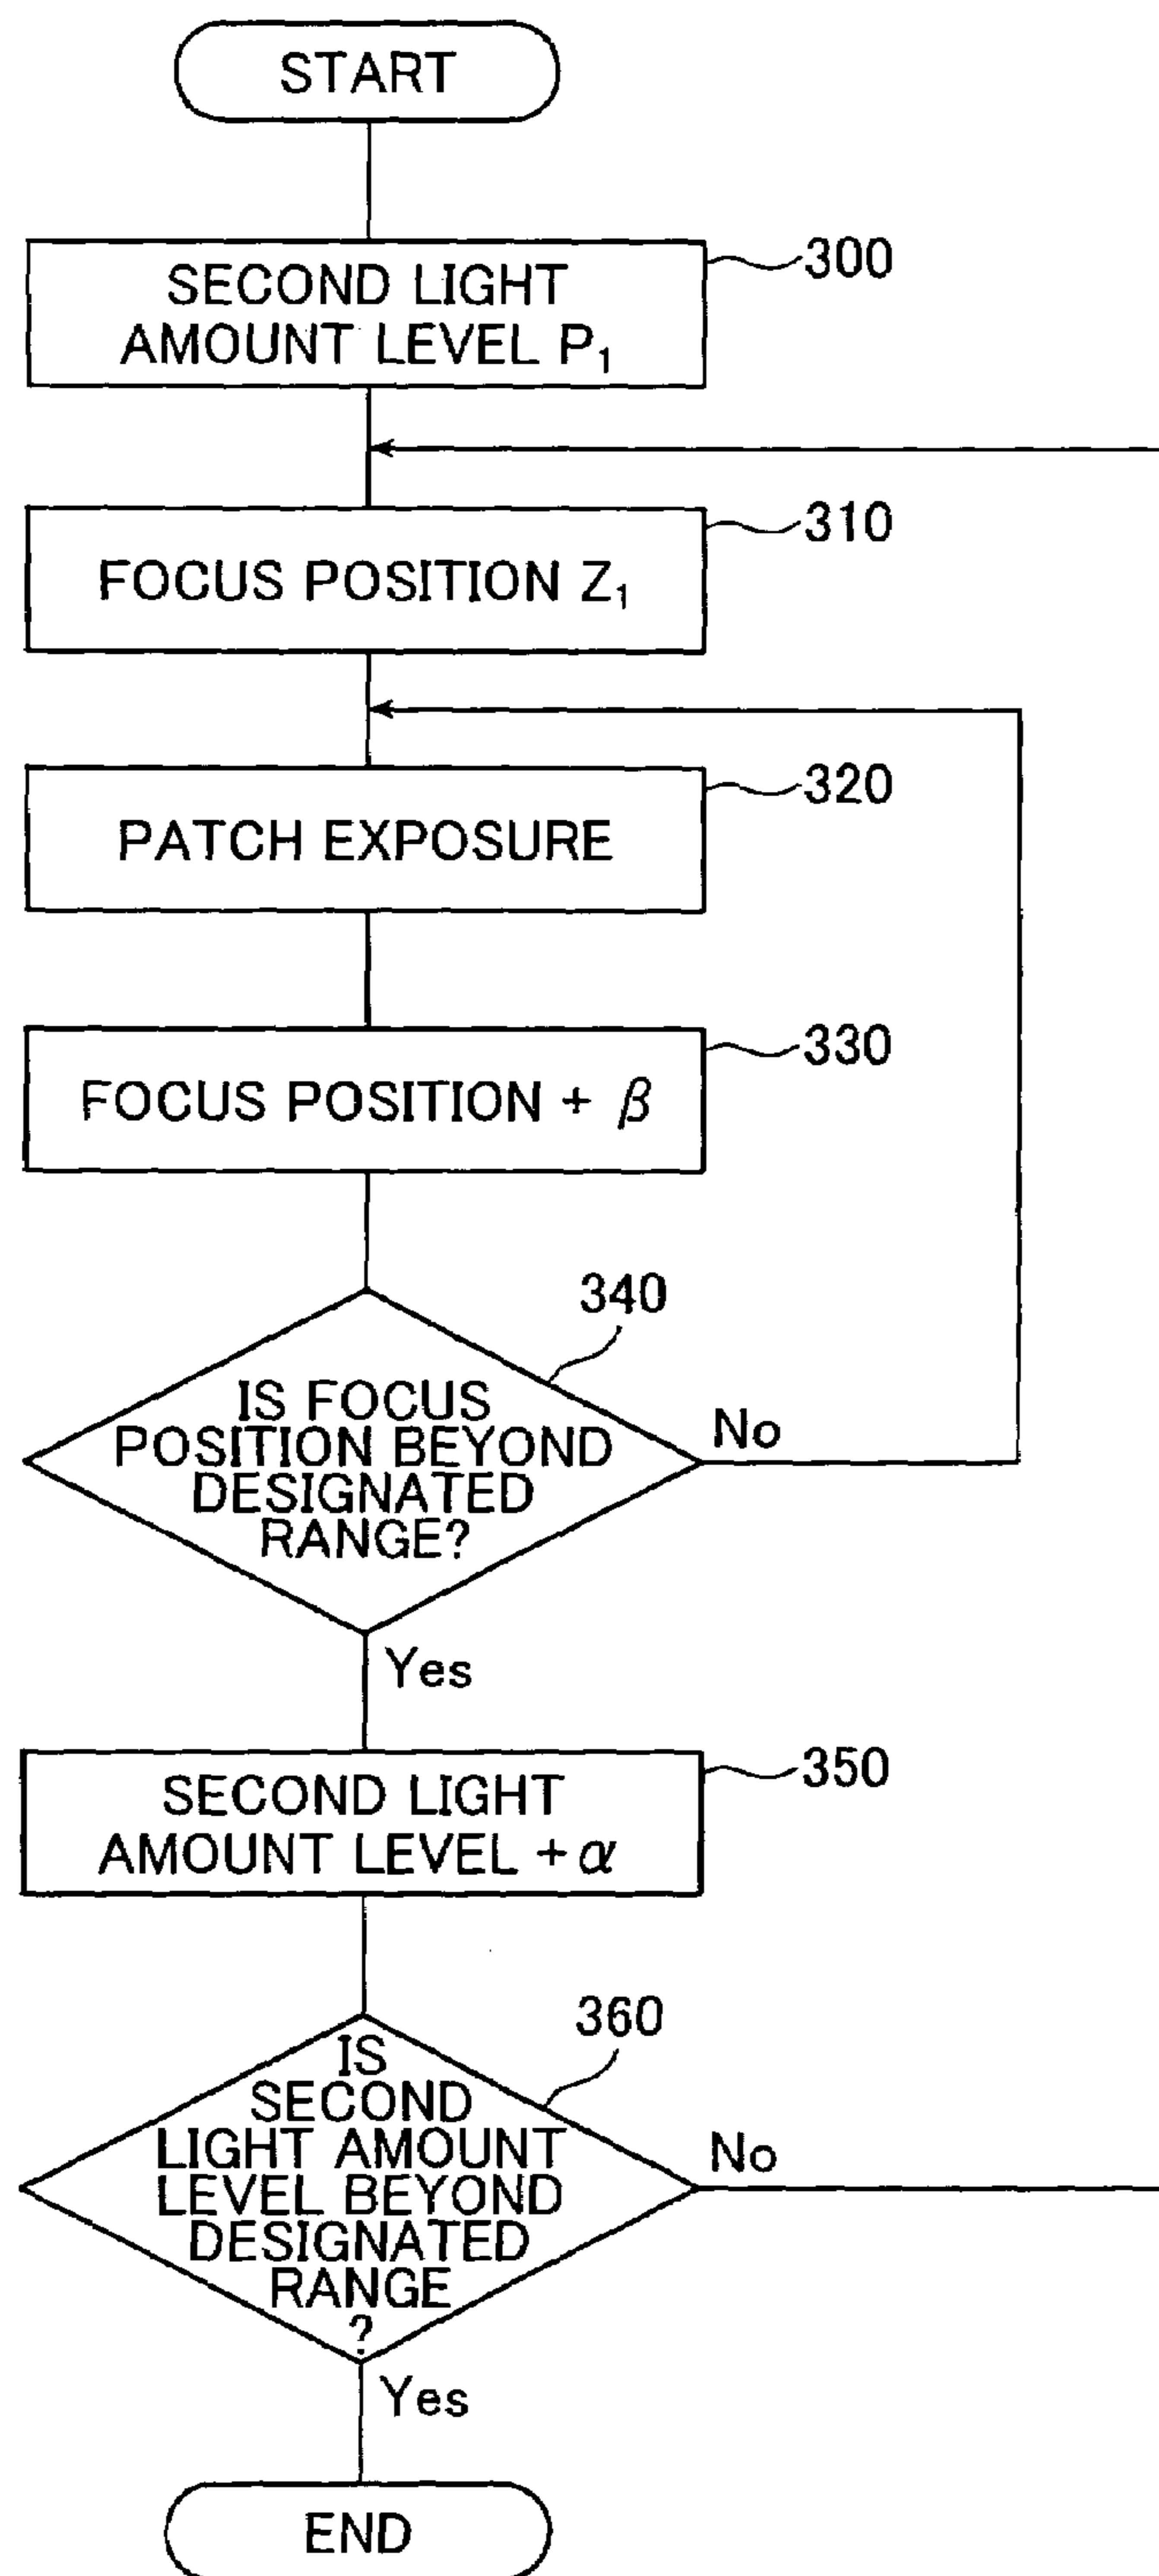 START
300
SECOND LIGHT
AMOUNT LEVEL P₁
310
FOCUS POSITION Z₁
320
PATCH EXPOSURE
330
FOCUS POSITION + β
340
IS FOCUS
POSITION BEYOND
DESIGNATED
RANGE?
No
Yes
350
SECOND LIGHT
AMOUNT LEVEL +α
360
IS
SECOND
LIGHT AMOUNT
LEVEL BEYOND
DESIGNATED
RANGE
?
No
Yes
END